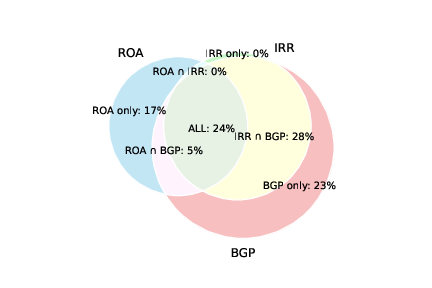 ROA
IRR
IRR only: 0%
ROA ∩ IRR: 0%
ROA only: 17%
ALL: 24%
IRR ∩ BGP: 28%
ROA ∩ BGP: 5%
BGP only: 23%
BGP